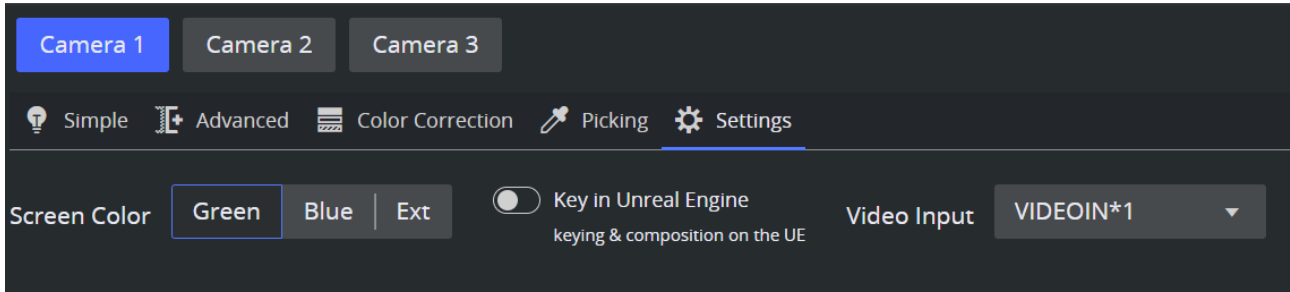 Camera 1 Camera 2 Camera 3
Simple Advanced Color Correction Picking Settings
Screen Color Green Blue Ext Key in Unreal Engine Video Input VIDEOIN*1
keying & composition on the UE